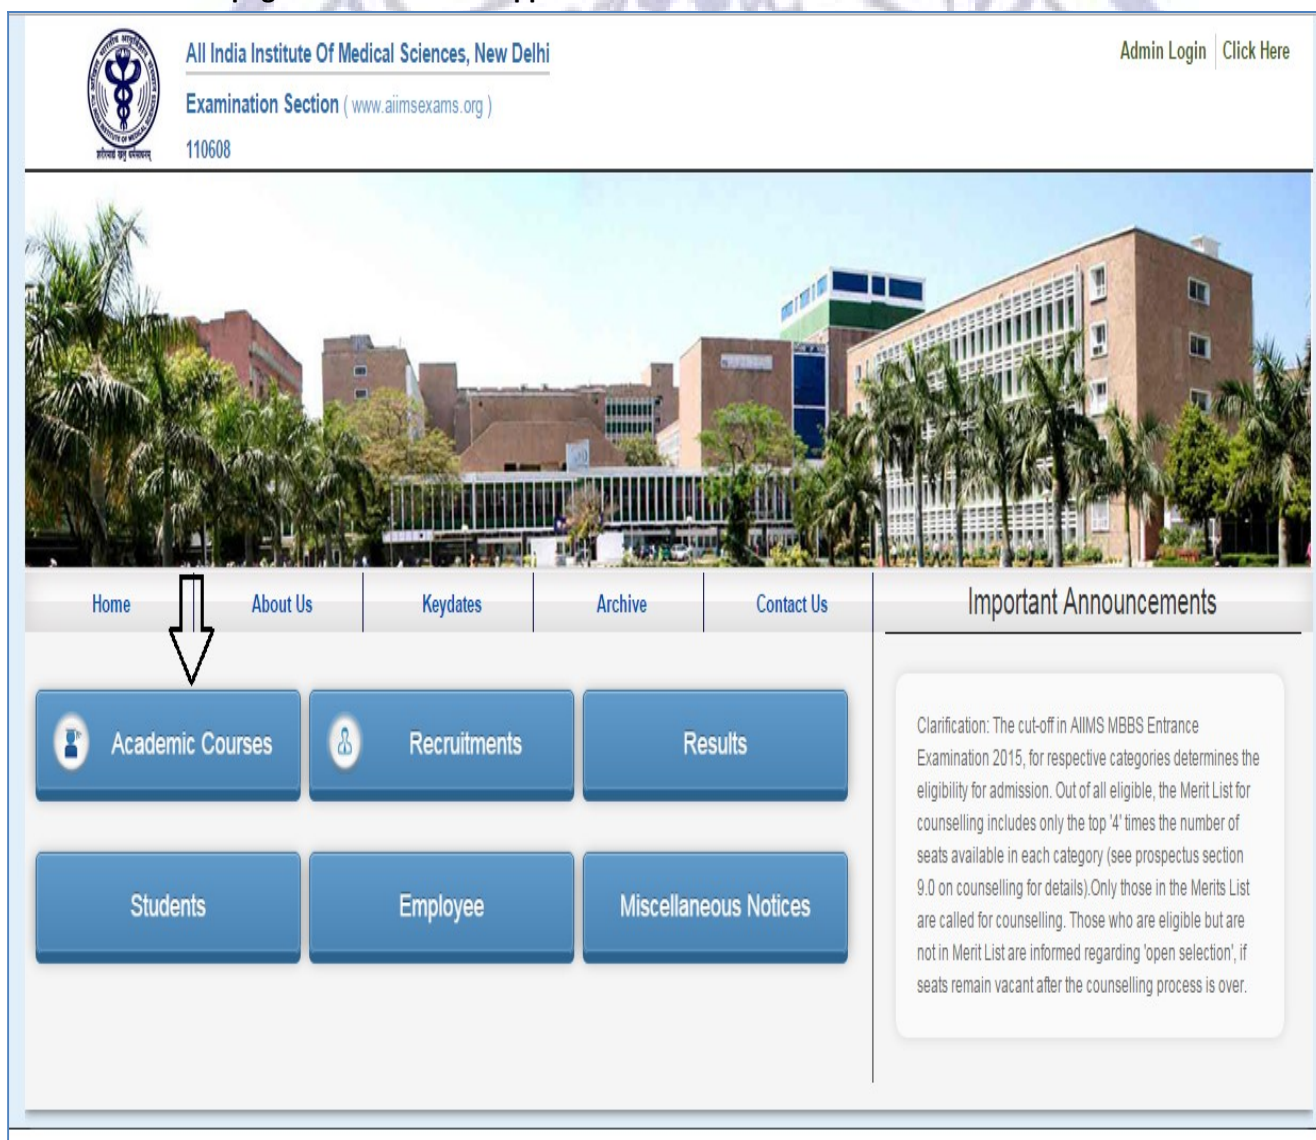 All India Institute Of Medical Sciences, New Delhi
Admin Login Click Here
Examination Section ( www.aiimsexams.org )
110608
Home About Us Keydates Archive Contact Us
Important Announcements
Academic Courses Recruitments Results
Students Employee Miscellaneous Notices
Clarification: The cut-off in AIIMS MBBS Entrance
Examination 2015, for respective categories determines the
eligibility for admission. Out of all eligible, the Merit List for
counselling includes only the top '4' times the number of
seats available in each category (see prospectus section
9.0 on counselling for details).Only those in the Merits List
are called for counselling. Those who are eligible but are
not in Merit List are informed regarding 'open selection', if
seats remain vacant after the counselling process is over.